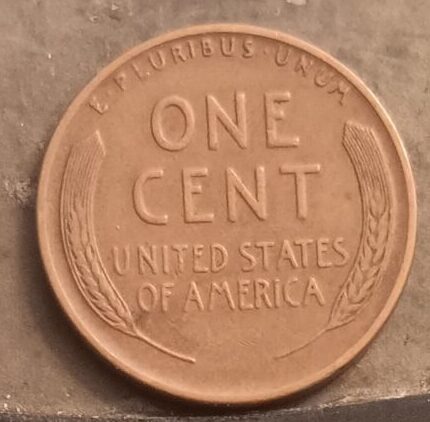 E · PLURIBUS · UNUM
ONE
CENT
UNITED STATES
OF AMERICA